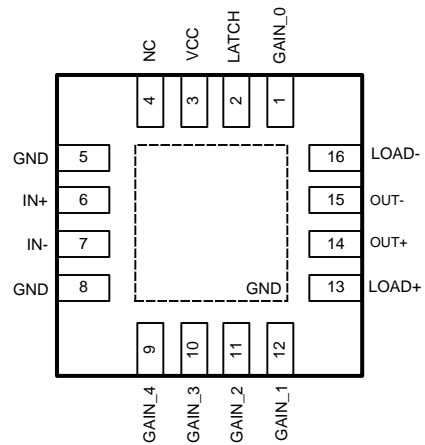 NC
VCC
LATCH
GAIN_0
4
3
2
1
GND 5
IN+ 6
IN- 7
GND 8
16 LOAD-
15 OUT-
14 OUT+
13 LOAD+
GND
9
10
11
12
GAIN_4
GAIN_3
GAIN_2
GAIN_1